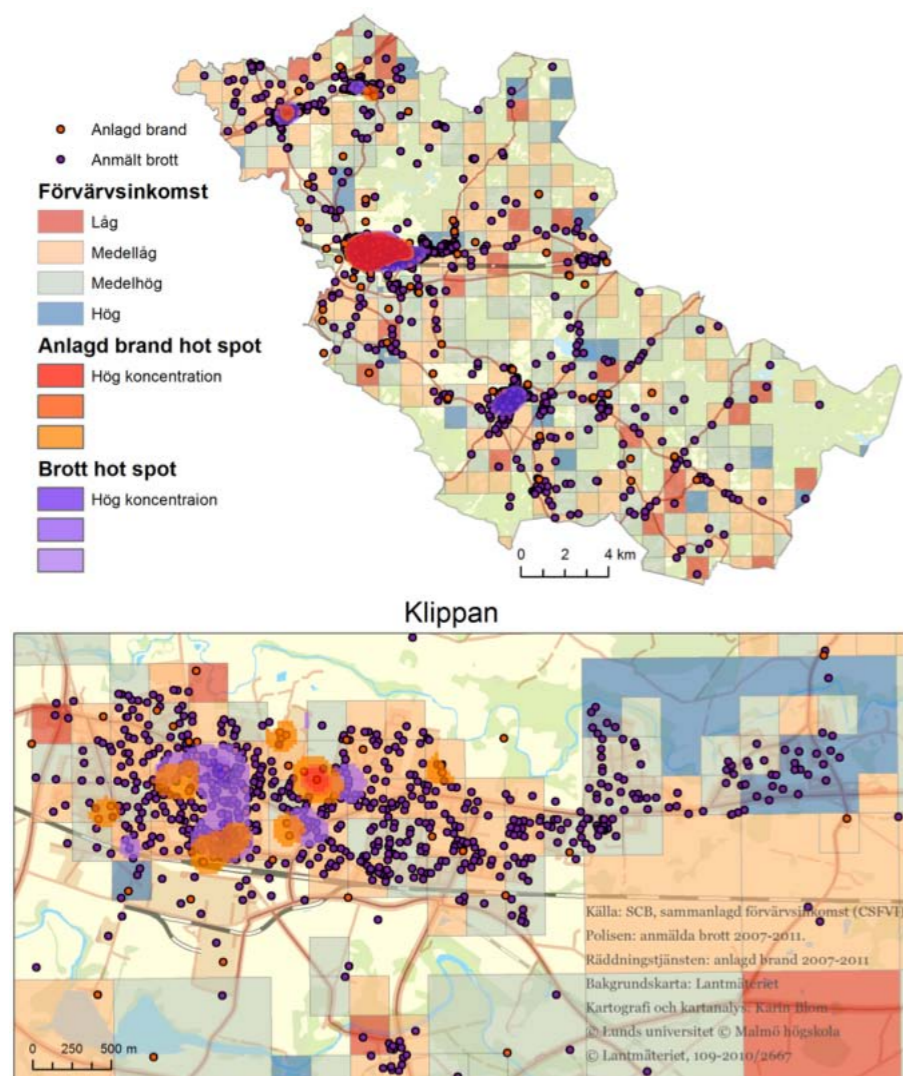 Anlagd brand
Anmält brott
Förvärvsinkomst
Låg
Medellåg
Medelhög
Hög
Anlagd brand hot spot
Hög koncentration
Brott hot spot
Hög koncentraion
0 2 4 km
Klippan
Källa: SCB, sammanlagd förvärvsinkomst (CSFVI)
Polisen: anmälda brott 2007-2011.
Räddningstjänsten: anlagd brand 2007-2011
Bakgrundskarta: Lantmäteriet
Kartografi och kartanalys: Karin Blom
© Lunds universitet © Malmö högskola
© Lantmäteriet, 109-2010/2667
0 250 500 m